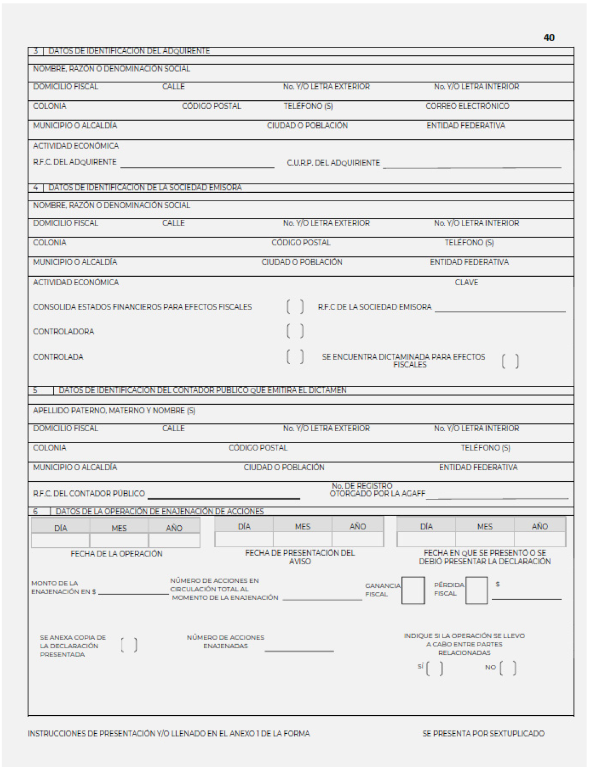 40
3 | DATOS DE IDENTIFICACIÓN DEL ADQUIRENTE
NOMBRE, RAZÓN O DENOMINACIÓN SOCIAL
DOMICILIO FISCAL CALLE No. Y/O LETRA EXTERIOR No. Y/O LETRA INTERIOR
COLONIA CÓDIGO POSTAL TELÉFONO (S) CORREO ELECTRÓNICO
MUNICIPIO O ALCALDÍA CIUDAD O POBLACIÓN ENTIDAD FEDERATIVA
ACTIVIDAD ECONÓMICA
R.F.C. DEL ADQUIRENTE C.U.R.P. DEL ADQUIRIENTE
4 | DATOS DE IDENTIFICACIÓN DE LA SOCIEDAD EMISORA
NOMBRE, RAZÓN O DENOMINACIÓN SOCIAL
DOMICILIO FISCAL CALLE No. Y/O LETRA EXTERIOR No. Y/O LETRA INTERIOR
COLONIA CÓDIGO POSTAL TELÉFONO (S)
MUNICIPIO O ALCALDÍA CIUDAD O POBLACIÓN ENTIDAD FEDERATIVA
ACTIVIDAD ECONÓMICA CLAVE
CONSOLIDA ESTADOS FINANCIEROS PARA EFECTOS FISCALES ( ) R.F.C DE LA SOCIEDAD EMISORA
CONTROLADORA ( )
CONTROLADA ( ) SE ENCUENTRA DICTAMINADA PARA EFECTOS FISCALES ( )
5 | DATOS DE IDENTIFICACIÓN DEL CONTADOR PÚBLICO QUE EMITIRA EL DICTAMEN
APELLIDO PATERNO, MATERNO Y NOMBRE (S)
DOMICILIO FISCAL CALLE No. Y/O LETRA EXTERIOR No. Y/O LETRA INTERIOR
COLONIA CÓDIGO POSTAL TELÉFONO (S)
MUNICIPIO O ALCALDÍA CIUDAD O POBLACIÓN ENTIDAD FEDERATIVA
R.F.C. DEL CONTADOR PÚBLICO No. DE REGISTRO OTORGADO POR LA AGAFF
6 | DATOS DE LA OPERACIÓN DE ENAJENACIÓN DE ACCIONES
DÍA MES AÑO DÍA MES AÑO DÍA MES AÑO
FECHA DE LA OPERACIÓN
FECHA DE PRESENTACIÓN DEL AVISO
FECHA EN QUE SE PRESENTÓ O SE DEBIÓ PRESENTAR LA DECLARACIÓN
MONTO DE LA ENAJENACIÓN EN $
NÚMERO DE ACCIONES EN CIRCULACIÓN TOTAL AL MOMENTO DE LA ENAJENACIÓN
GANANCIA FISCAL
PÉRDIDA FISCAL
$
SE ANEXA COPIA DE LA DECLARACIÓN PRESENTADA ( )
NÚMERO DE ACCIONES ENAJENADAS
INDIQUE SI LA OPERACIÓN SE LLEVO A CABO ENTRE PARTES RELACIONADAS
SÍ ( ) NO ( )
INSTRUCCIONES DE PRESENTACIÓN Y/O LLENADO EN EL ANEXO 1 DE LA FORMA SE PRESENTA POR SEXTUPLICADO